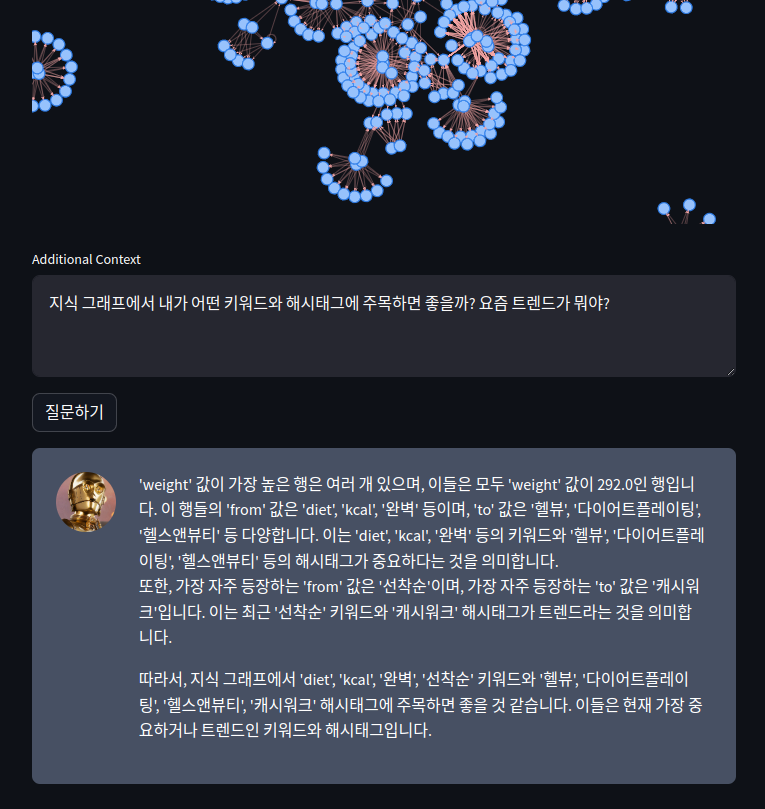 Additional Context
지식 그래프에서 내가 어떤 키워드와 해시태그에 주목하면 좋을까? 요즘 트렌드가 뭐야?
질문하기
'weight' 값이 가장 높은 행은 여러 개 있으며, 이들은 모두 'weight' 값이 292.0인 행입니
다. 이 행들의 'from' 값은 'diet', 'kcal', '완벽' 등이며, 'to' 값은 '헬뷰', '다이어트플레이팅',
'헬스앤뷰티' 등 다양합니다. 이는 'diet', 'kcal', '완벽' 등의 키워드와 '헬뷰', '다이어트플레
이팅', '헬스앤뷰티' 등의 해시태그가 중요하다는 것을 의미합니다.
또한, 가장 자주 등장하는 'from' 값은 '선착순'이며, 가장 자주 등장하는 'to' 값은 '캐시워
크'입니다. 이는 최근 '선착순' 키워드와 '캐시워크' 해시태그가 트렌드라는 것을 의미합
니다.
따라서, 지식 그래프에서 'diet', 'kcal', '완벽', '선착순' 키워드와 '헬뷰', '다이어트플레이
팅', '헬스앤뷰티', '캐시워크' 해시태그에 주목하면 좋을 것 같습니다. 이들은 현재 가장 중
요하거나 트렌드인 키워드와 해시태그입니다.